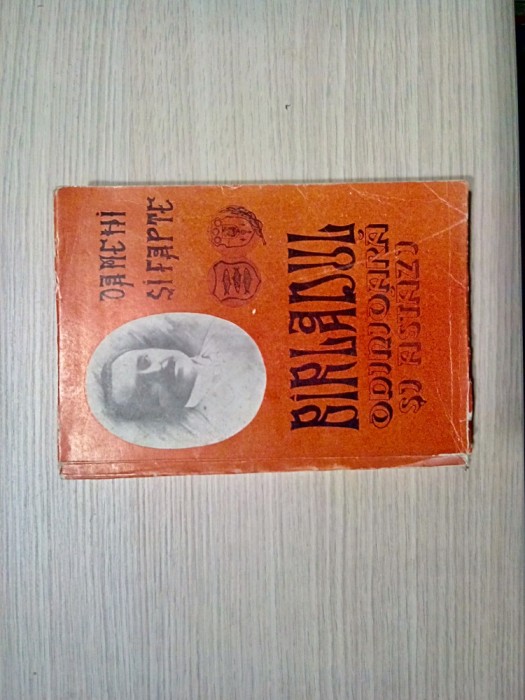 OAMENI
ȘI FAPTE
BÎRLADUL
ODINIOARĂ
ȘI ASTĂZI